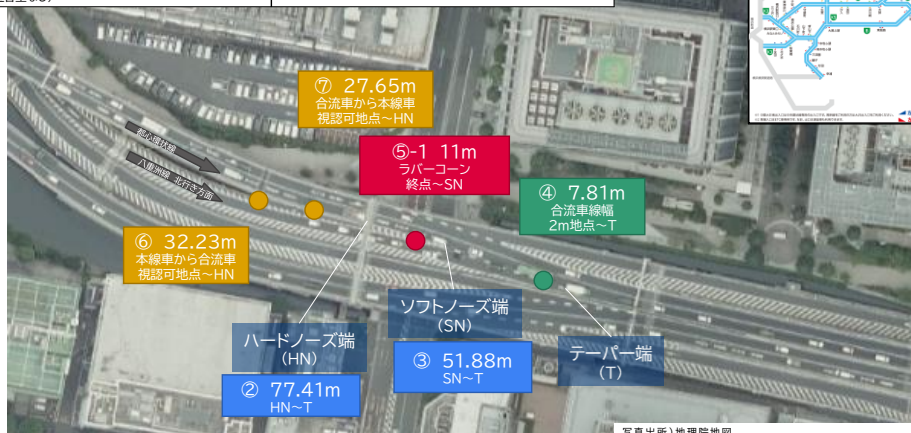 ⑦ 27.65m
合流車から本線車
視認可地点～HN
都心環状線
八重洲線 北行き方面
⑤-1 11m
ラバーコーン
終点～SN
④ 7.81m
合流車線幅
2m地点～T
⑥ 32.23m
本線車から合流車
視認可地点～HN
ハードノーズ端
(HN)
ソフトノーズ端
(SN)
テーパー端
(T)
② 77.41m
HN～T
③ 51.88m
SN～T
写真出所)地理院地図